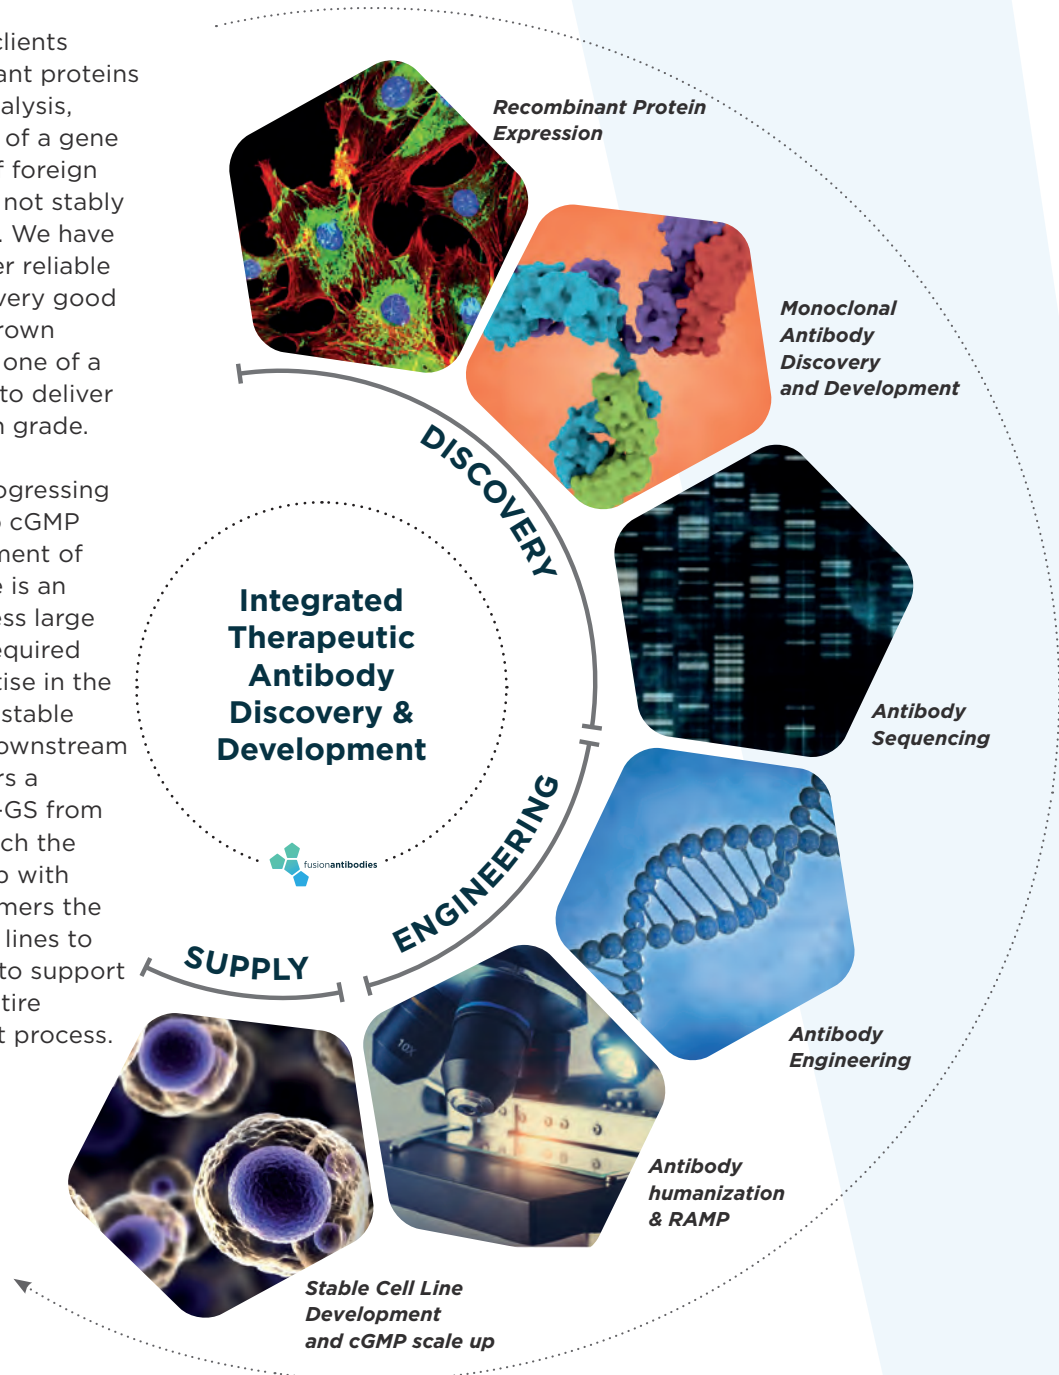 clients
ant proteins
alysis,
of a gene
f foreign
not stably
. We have
er reliable
very good
rown
one of a
to deliver
n grade.
ogressing
o cGMP
ment of
e is an
ess large
equired
tise in the
stable
ownstream
rs a
-GS from
ch the
p with
mers the
lines to
to support
tire
t process.
Recombinant Protein
Expression
Monoclonal
Antibody
Discovery
and Development
Antibody
Sequencing
Antibody
Engineering
Antibody
humanization
& RAMP
Stable Cell Line
Development
and cGMP scale up
DISCOVERY
ENGINEERING
SUPPLY
Integrated
Therapeutic
Antibody
Discovery &
Development
fusionantibodies
10X